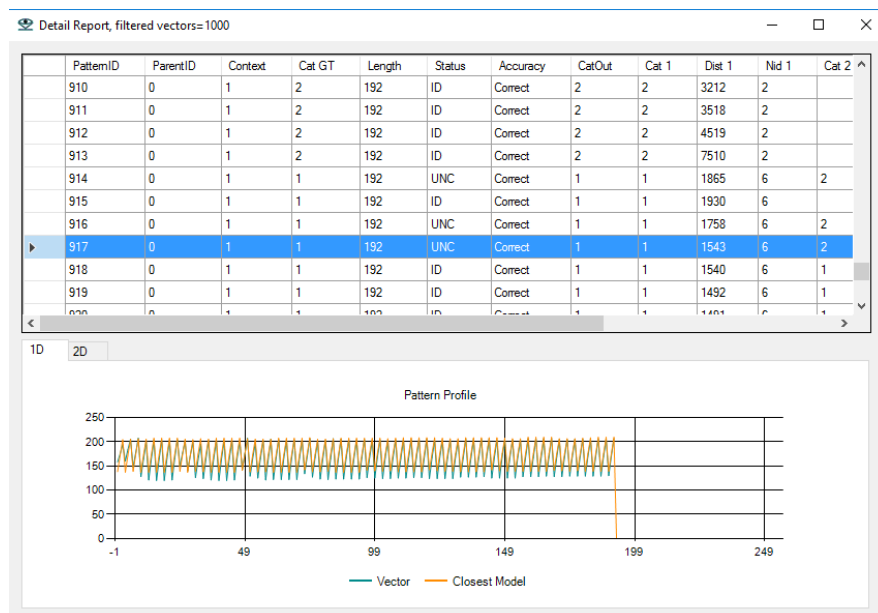 Detail Report, filtered vectors=1000
PatternID ParentID Context Cat GT Length Status Accuracy CatOut Cat 1 Dist 1 Nid 1 Cat 2
910 0 1 2 192 ID Correct 2 2 3212 2
911 0 1 2 192 ID Correct 2 2 3518 2
912 0 1 2 192 ID Correct 2 2 4519 2
913 0 1 2 192 ID Correct 2 2 7510 2
914 0 1 1 192 UNC Correct 1 1 1865 6 2
915 0 1 1 192 ID Correct 1 1 1930 6
916 0 1 1 192 UNC Correct 1 1 1758 6 2
917 0 1 1 192 UNC Correct 1 1 1543 6 2
918 0 1 1 192 ID Correct 1 1 1540 6 1
919 0 1 1 192 ID Correct 1 1 1492 6 1
1D 2D
Pattern Profile
250
200
150
100
50
0
-1 49 99 149 199 249
Vector Closest Model